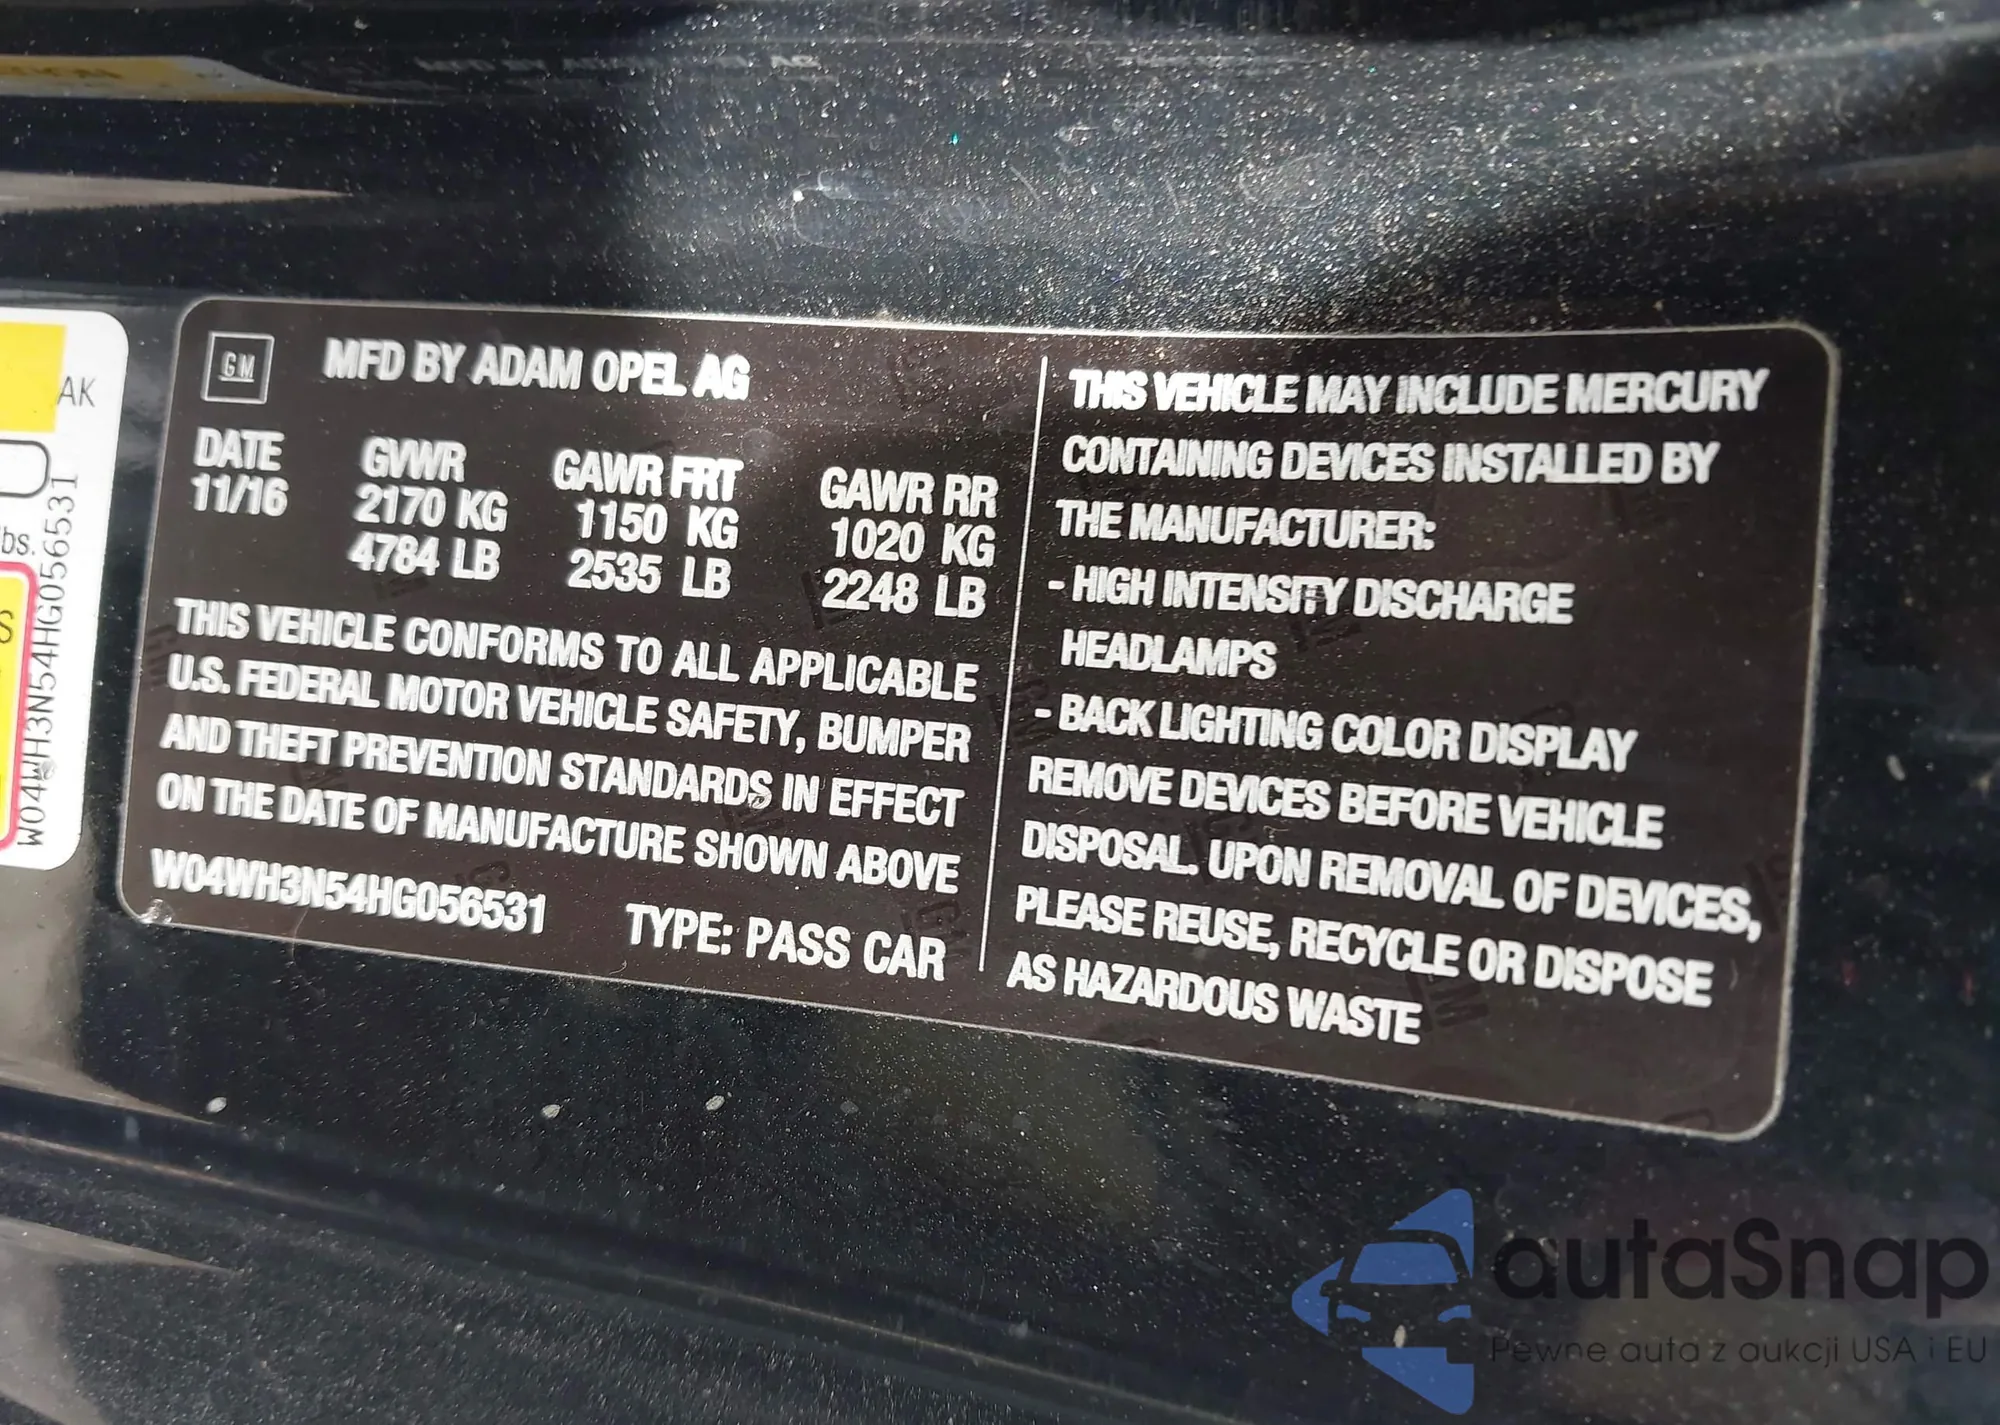 AK
bs.
S
W04WH3N54HG056531
GM
MFD BY ADAM OPEL AG
DATE GVWR GAWR FRT GAWR RR
11/16 2170 KG 1150 KG 1020 KG
4784 LB 2535 LB 2248 LB
THIS VEHICLE CONFORMS TO ALL APPLICABLE
U.S. FEDERAL MOTOR VEHICLE SAFETY, BUMPER
AND THEFT PREVENTION STANDARDS IN EFFECT
ON THE DATE OF MANUFACTURE SHOWN ABOVE
W04WH3N54HG056531 TYPE: PASS CAR
THIS VEHICLE MAY INCLUDE MERCURY
CONTAINING DEVICES INSTALLED BY
THE MANUFACTURER:
- HIGH INTENSITY DISCHARGE
HEADLAMPS
- BACK LIGHTING COLOR DISPLAY
REMOVE DEVICES BEFORE VEHICLE
DISPOSAL. UPON REMOVAL OF DEVICES,
PLEASE REUSE, RECYCLE OR DISPOSE
AS HAZARDOUS WASTE
autaSnap
Pewne auta z aukcji USA i EU